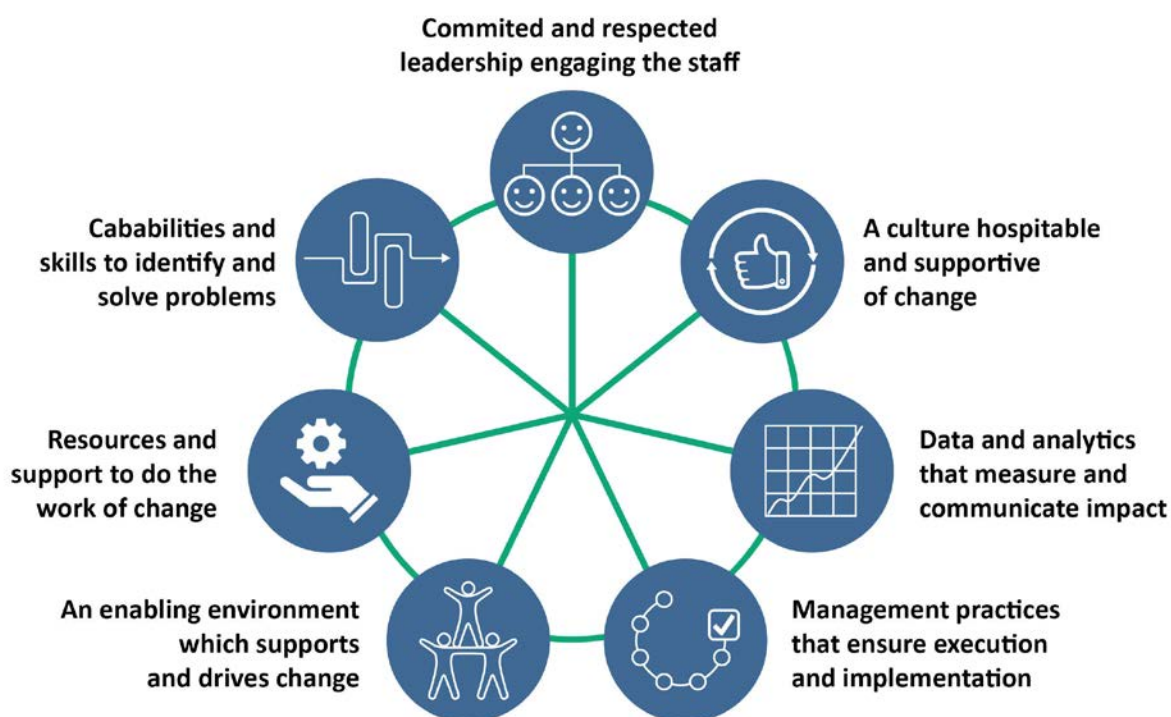 Commited and respected
leadership engaging the staff
A culture hospitable
and supportive
of change
Data and analytics
that measure and
communicate impact
Management practices
that ensure execution
and implementation
An enabling environment
which supports
and drives change
Resources and
support to do the
work of change
Cababilities and
skills to identify and
solve problems